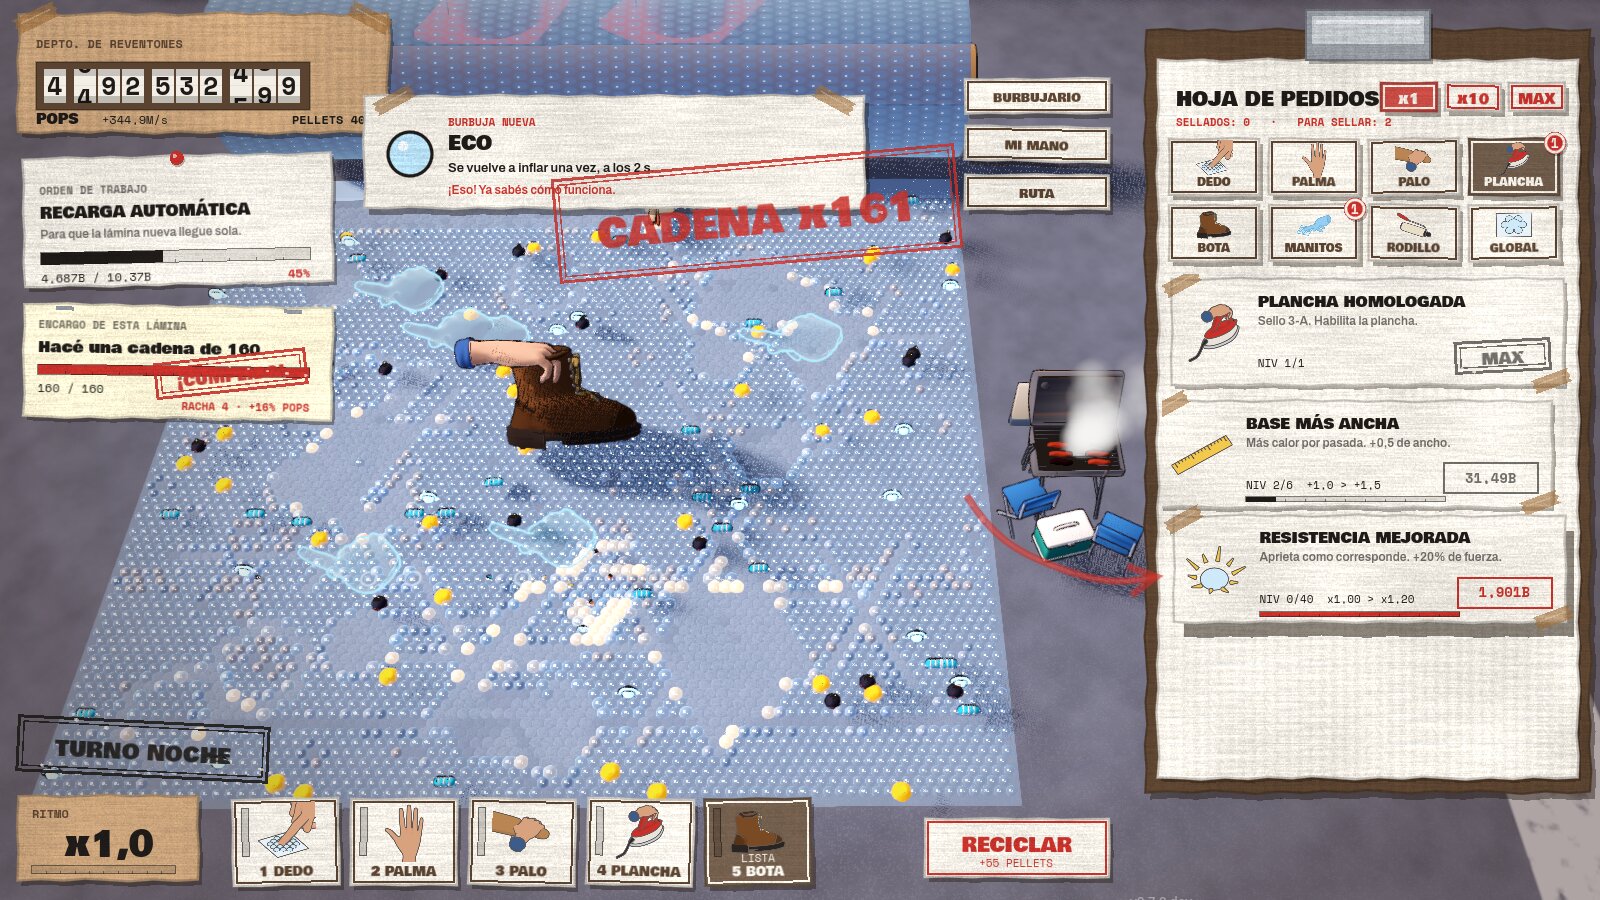 DEPTO. DE REVENTONES
POPS +344,9M/s PELLETS 40
ORDEN DE TRABAJO
RECARGA AUTOMÁTICA
Para que la lámina nueva llegue sola.
4,687B / 10,37B 45%
ENCARGO DE ESTA LÁMINA
Hacé una cadena de 160
160 / 160
RACHA 4 · +16% POPS
BURBUJA NUEVA
ECO
Se vuelve a inflar una vez, a los 2 s
¡Eso! Ya sabés cómo funciona.
CADENA x161
BURBUJARIO
MI MANO
RUTA
HOJA DE PEDIDOS x1 x10 MAX
SELLADOS: 0 · PARA SELLAR: 2
1
DEDO PALMA PALO PLANCHA
1
BOTA MANITOS RODILLO GLOBAL
PLANCHA HOMOLOGADA
Sello 3-A. Habilita la plancha.
NIV 1/1 MAX
BASE MÁS ANCHA
Más calor por pasada. +0,5 de ancho.
NIV 2/6 +1,0 > +1,5 31,49B
RESISTENCIA MEJORADA
Aprieta como corresponde. +20% de fuerza.
NIV 0/40 x1,00 > x1,20 1,901B
TURNO NOCHE
RITMO
x1,0
1 DEDO
2 PALMA
3 PALO
4 PLANCHA
LISTA
5 BOTA
RECICLAR
+55 PELLETS